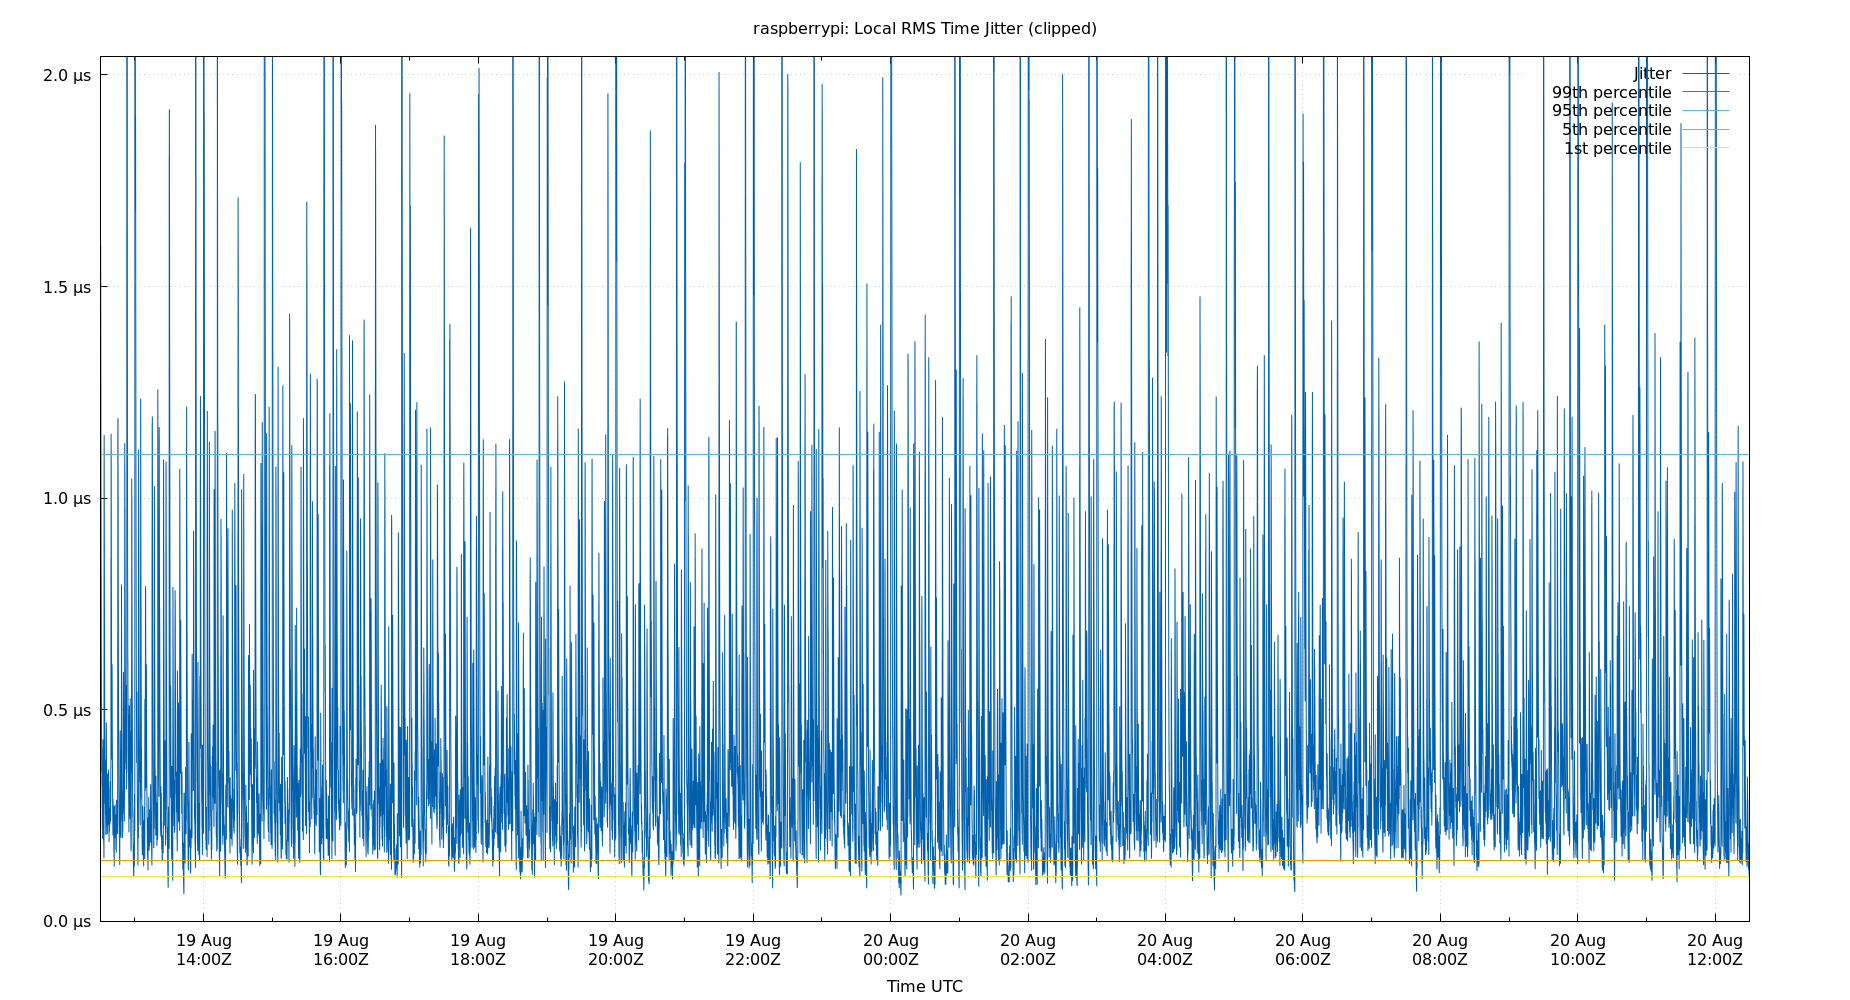 raspberrypi: Local RMS Time Jitter (clipped)
2.0 µs
1.5 µs
1.0 µs
0.5 µs
0.0 µs
Jitter
99th percentile
95th percentile
5th percentile
1st percentile
19 Aug 19 Aug 19 Aug 19 Aug 19 Aug 20 Aug 20 Aug 20 Aug 20 Aug 20 Aug 20 Aug 20 Aug
14:00Z 16:00Z 18:00Z 20:00Z 22:00Z 00:00Z 02:00Z 04:00Z 06:00Z 08:00Z 10:00Z 12:00Z
Time UTC